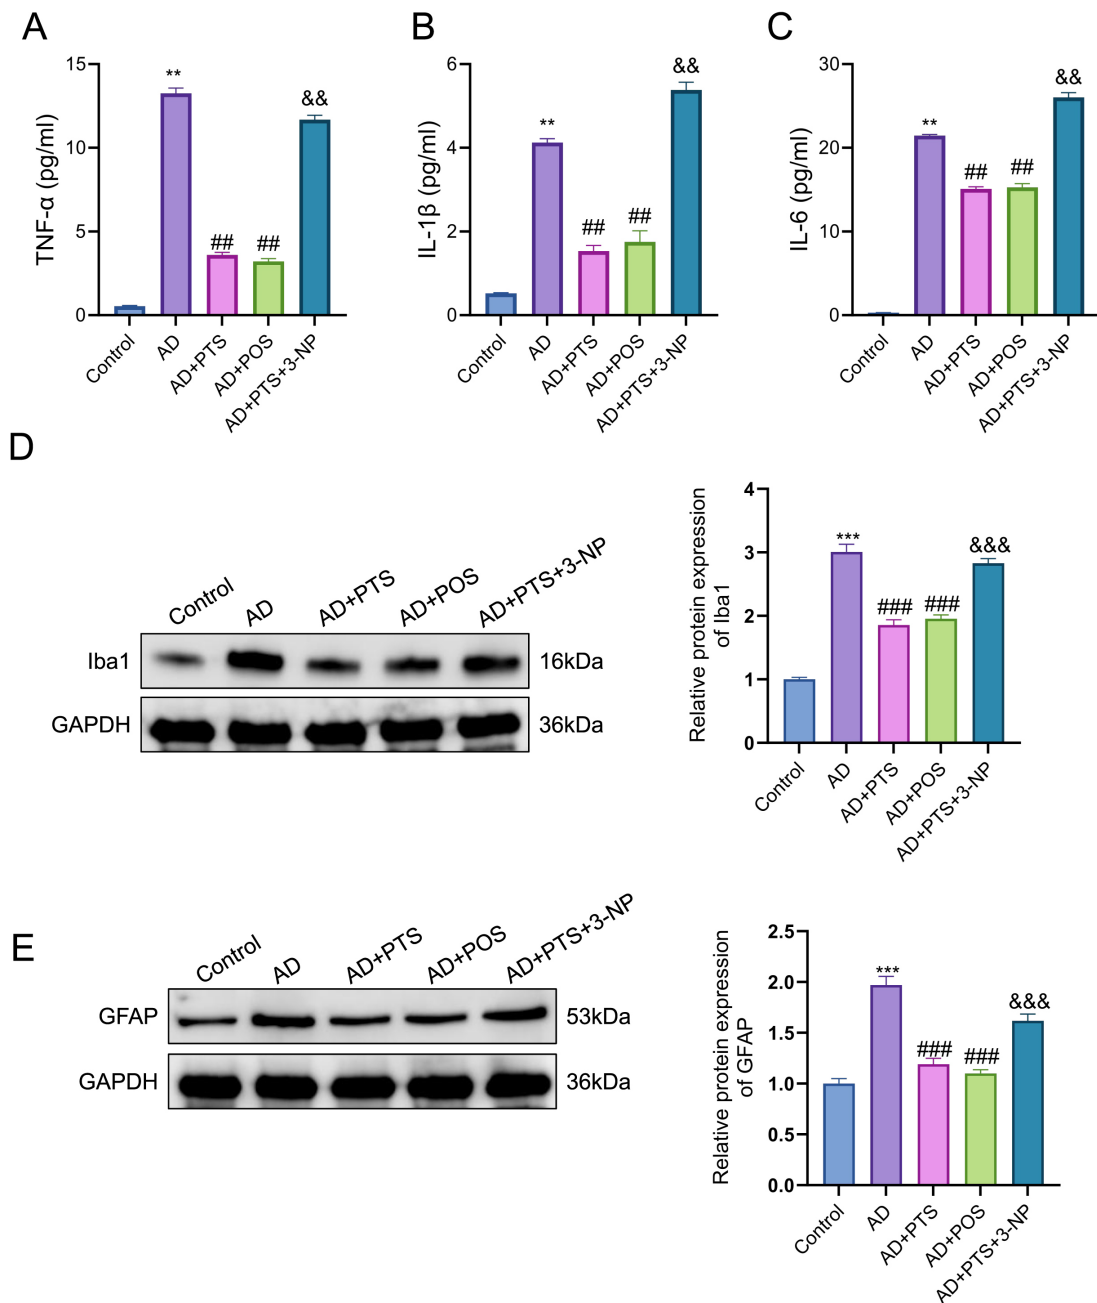 A
TNF-α (pg/ml)
15
10
5
0
**
##
##
&&
Control
AD
AD+PTS
AD+POS
AD+PTS+3-NP
B
IL-1β (pg/ml)
6
4
2
0
**
##
##
&&
Control
AD
AD+PTS
AD+POS
AD+PTS+3-NP
C
IL-6 (pg/ml)
30
20
10
0
**
##
##
&&
Control
AD
AD+PTS
AD+POS
AD+PTS+3-NP
D
Control
AD
AD+PTS
AD+POS
AD+PTS+3-NP
Iba1
16kDa
GAPDH
36kDa
Relative protein expression
of Iba1
4
3
2
1
0
***
###
###
&&&
Control
AD
AD+PTS
AD+POS
AD+PTS+3-NP
E
Control
AD
AD+PTS
AD+POS
AD+PTS+3-NP
GFAP
53kDa
GAPDH
36kDa
Relative protein expression
of GFAP
2.5
2.0
1.5
1.0
0.5
0.0
***
###
###
&&&
Control
AD
AD+PTS
AD+POS
AD+PTS+3-NP